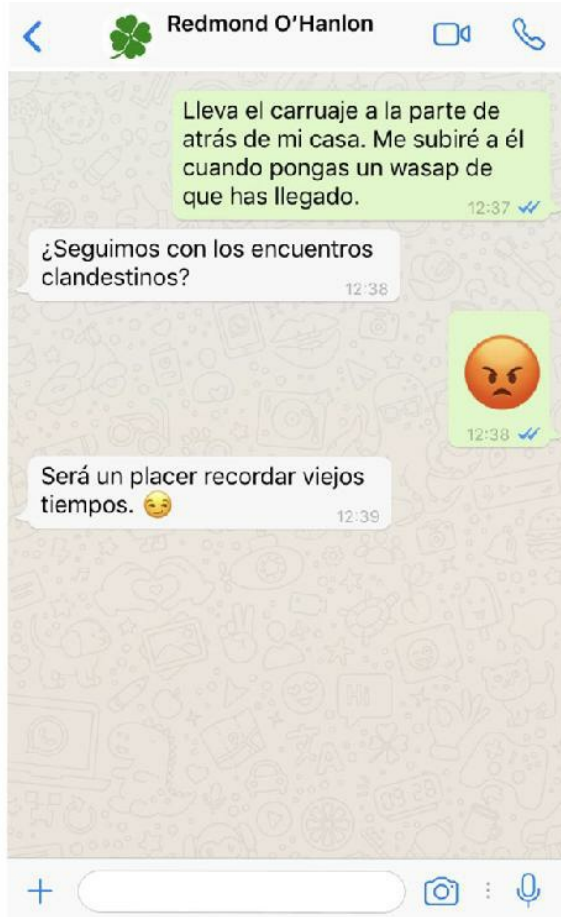 Redmond O’Hanlon
Lleva el carruaje a la parte de
atrás de mi casa. Me subiré a él
cuando pongas un wasap de
que has llegado.
12:37
¿Seguimos con los encuentros
clandestinos?
12:38
😡
12:38
Será un placer recordar viejos
tiempos. 😏
12:39